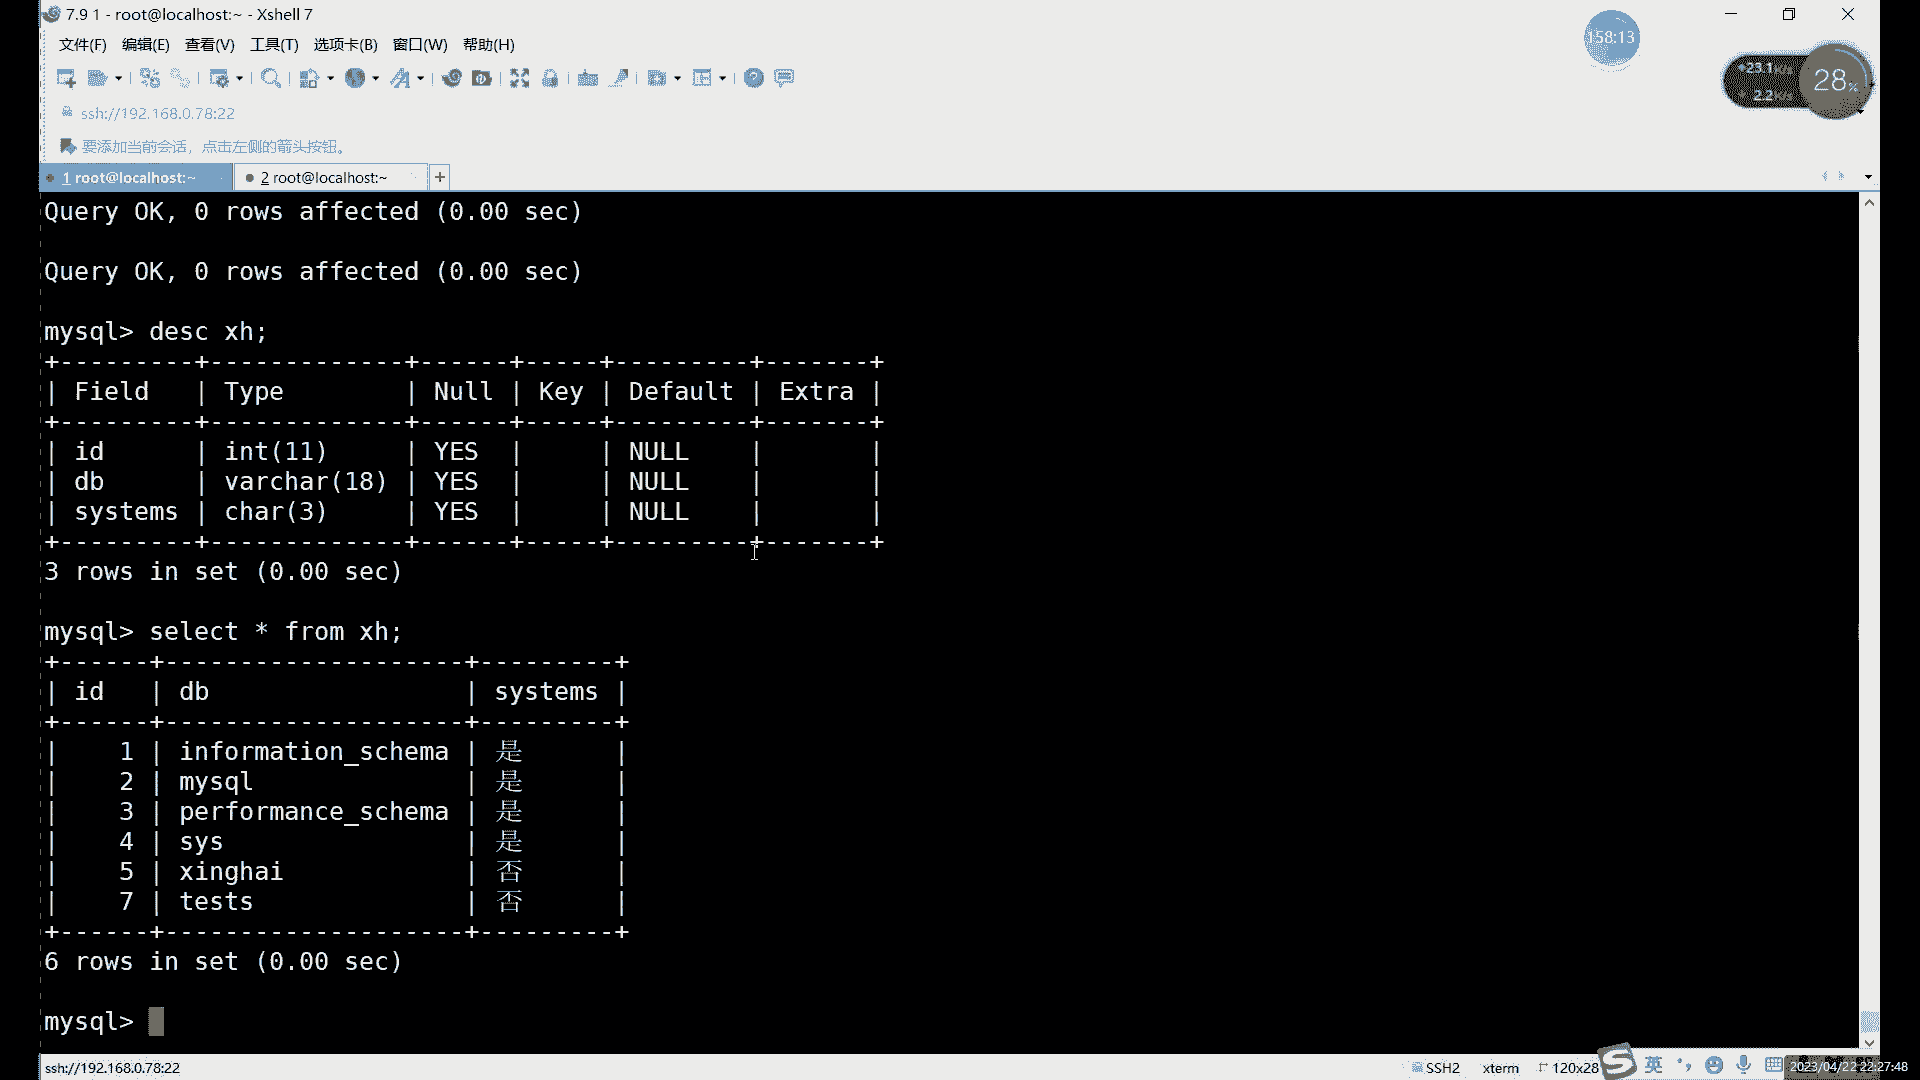 7.9 1 - root@localhost:~ - Xshell 7
158:13
文件(F) 编辑(E) 查看(V) 工具(T) 选项卡(B) 窗口(W) 帮助(H)
28%
ssh://192.168.0.78:22
要添加当前会话，点击左侧的箭头按钮。
1 root@localhost:~ 2 root@localhost:~ +
Query OK, 0 rows affected (0.00 sec)
Query OK, 0 rows affected (0.00 sec)
mysql> desc xh;
+---------+-------------+------+-----+---------+-------+
| Field   | Type        | Null | Key | Default | Extra |
+---------+-------------+------+-----+---------+-------+
| id      | int(11)     | YES  |     | NULL    |       |
| db      | varchar(18) | YES  |     | NULL    |       |
| systems | char(3)     | YES  |     | NULL    |       |
+---------+-------------+------+-----+---------+-------+
3 rows in set (0.00 sec)
mysql> select * from xh;
+------+--------------------+---------+
| id   | db                 | systems |
+------+--------------------+---------+
|    1 | information_schema | 是      |
|    2 | mysql              | 是      |
|    3 | performance_schema | 是      |
|    4 | sys                | 是      |
|    5 | xinghai            | 否      |
|    7 | tests              | 否      |
+------+--------------------+---------+
6 rows in set (0.00 sec)
mysql>
ssh://192.168.0.78:22 SSH2 xterm 120x28 英 2023/04/22 22:27:48